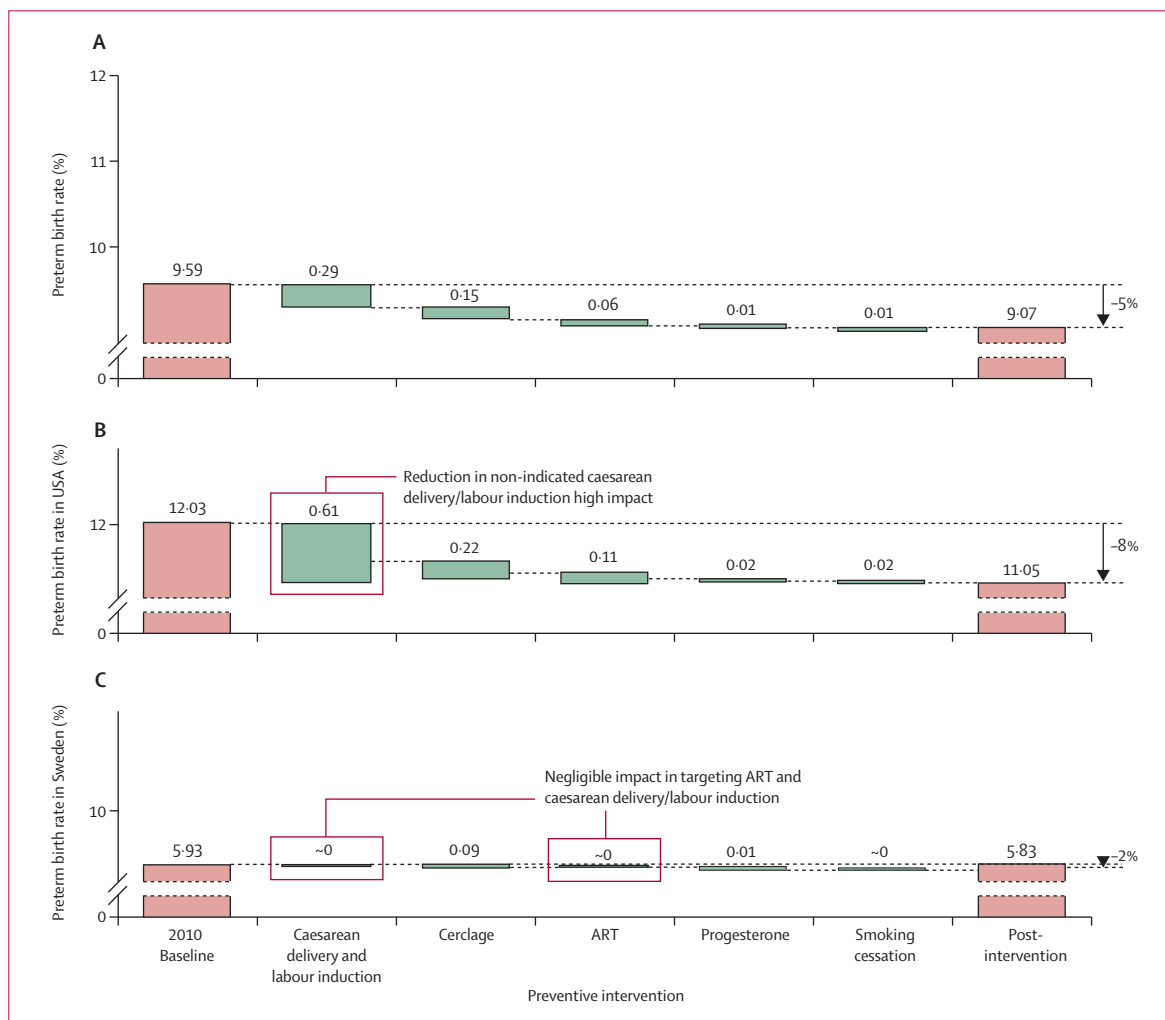 A
Preterm birth rate (%)
12
11
10
0
9·59
0·29
0·15
0·06
0·01
0·01
9·07
–5%
B
Preterm birth rate in USA (%)
12
0
Reduction in non-indicated caesarean
delivery/labour induction high impact
12·03
0·61
0·22
0·11
0·02
0·02
11·05
–8%
C
Preterm birth rate in Sweden (%)
10
0
Negligible impact in targeting ART and
caesarean delivery/labour induction
5·93
~0
0·09
~0
0·01
~0
5·83
–2%
2010
Baseline
Caesarean
delivery and
labour induction
Cerclage
ART
Progesterone
Smoking
cessation
Post-
intervention
Preventive intervention